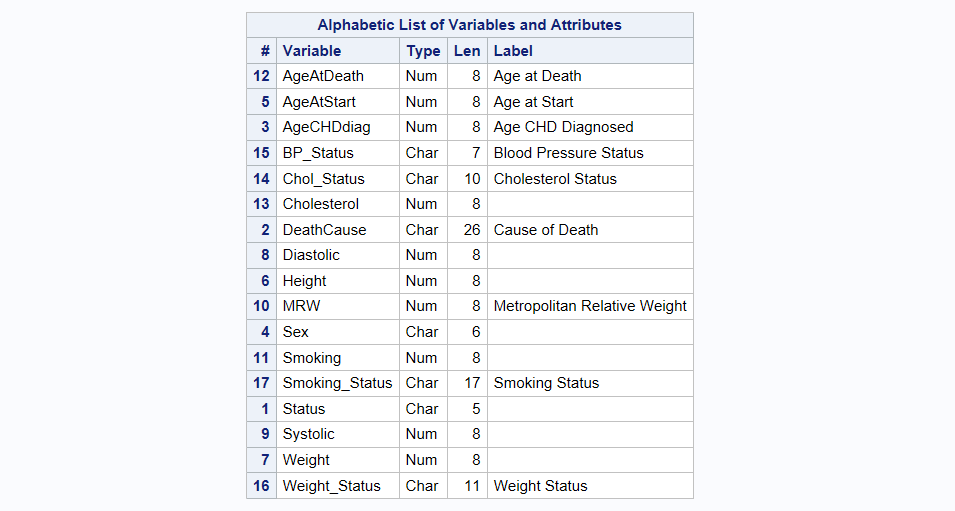 Alphabetic List of Variables and Attributes
# Variable Type Len Label
12 AgeAtDeath Num 8 Age at Death
5 AgeAtStart Num 8 Age at Start
3 AgeCHDdiag Num 8 Age CHD Diagnosed
15 BP_Status Char 7 Blood Pressure Status
14 Chol_Status Char 10 Cholesterol Status
13 Cholesterol Num 8
2 DeathCause Char 26 Cause of Death
8 Diastolic Num 8
6 Height Num 8
10 MRW Num 8 Metropolitan Relative Weight
4 Sex Char 6
11 Smoking Num 8
17 Smoking_Status Char 17 Smoking Status
1 Status Char 5
9 Systolic Num 8
7 Weight Num 8
16 Weight_Status Char 11 Weight Status